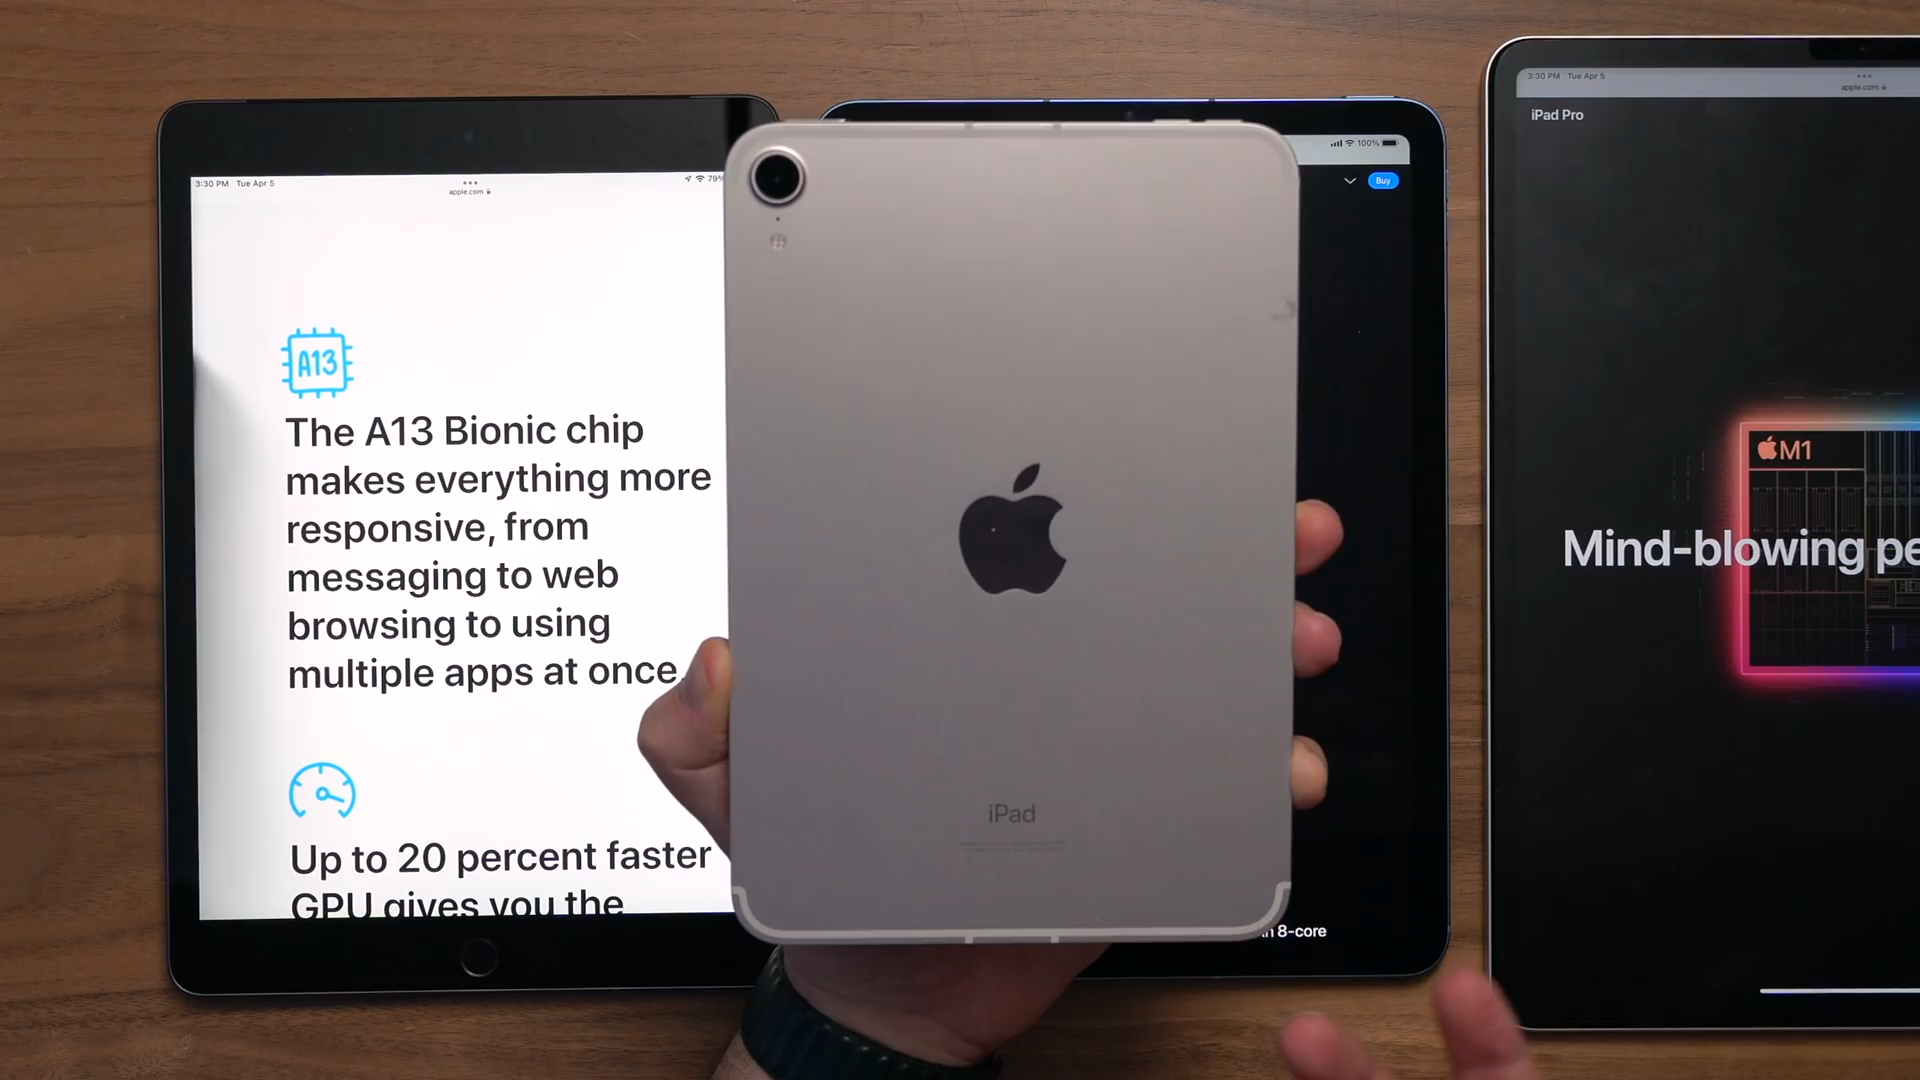 3:30 PM Tue Apr 5
apple.com
79%
A13
The A13 Bionic chip
makes everything more
responsive, from
messaging to web
browsing to using
multiple apps at once.
Up to 20 percent faster
GPU gives you the
iPad
100%
Buy
8-core
3:30 PM Tue Apr 5
apple.com
iPad Pro
M1
Mind-blowing pe